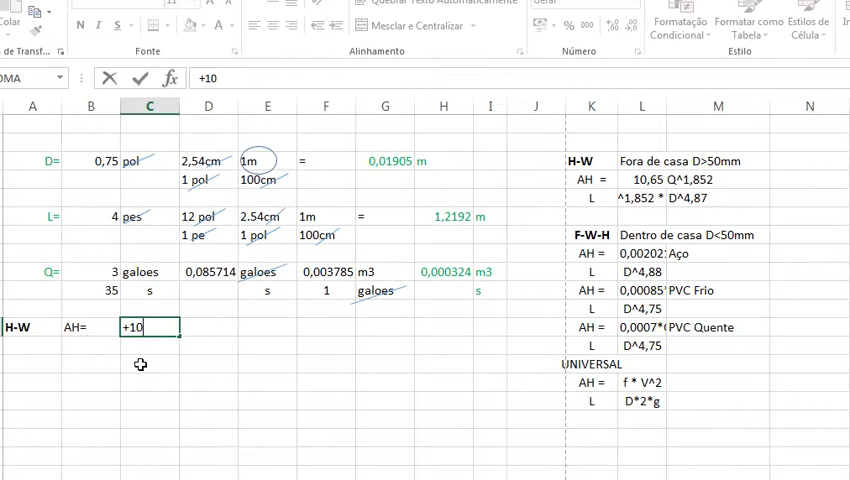 11
Quebrar Texto Automaticamente
Geral
Colar
N S
Mesclar e Centralizar
% 000
Formatação Condicional
Formatar como Tabela
Estilos de Célula
de Transf...
Fonte
Alinhamento
Número
Estilo
OMA
fx
+10
A B C D E F G H I J K L M N
D= 0,75 pol 2,54cm 1m = 0,01905 m H-W Fora de casa D>50mm
1 pol 100cm AH = 10,65 Q^1,852
L ^1,852 * D^4,87
L= 4 pes 12 pol 2.54cm 1m = 1,2192 m
1 pe 1 pol 100cm F-W-H Dentro de casa D<50mm
AH = 0,00202 Aço
Q= 3 galoes 0,085714 galoes 0,003785 m3 0,000324 m3 L D^4,88
35 s s 1 galoes s AH = 0,00085 PVC Frio
L D^4,75
H-W AH= +10 AH = 0,0007* PVC Quente
L D^4,75
UNIVERSAL
AH = f * V^2
L D*2*g